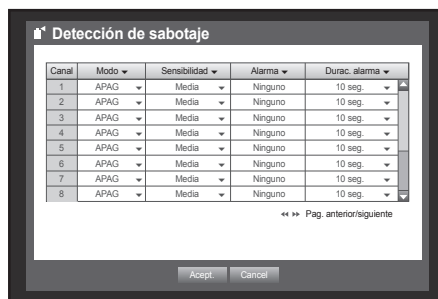 Detección de sabotaje
Canal Modo Sensibilidad Alarma Durac. alarma
1 APAG Media Ninguno 10 seg.
2 APAG Media Ninguno 10 seg.
3 APAG Media Ninguno 10 seg.
4 APAG Media Ninguno 10 seg.
5 APAG Media Ninguno 10 seg.
6 APAG Media Ninguno 10 seg.
7 APAG Media Ninguno 10 seg.
8 APAG Media Ninguno 10 seg.
Pag. anterior/siguiente
Acept. Cancel